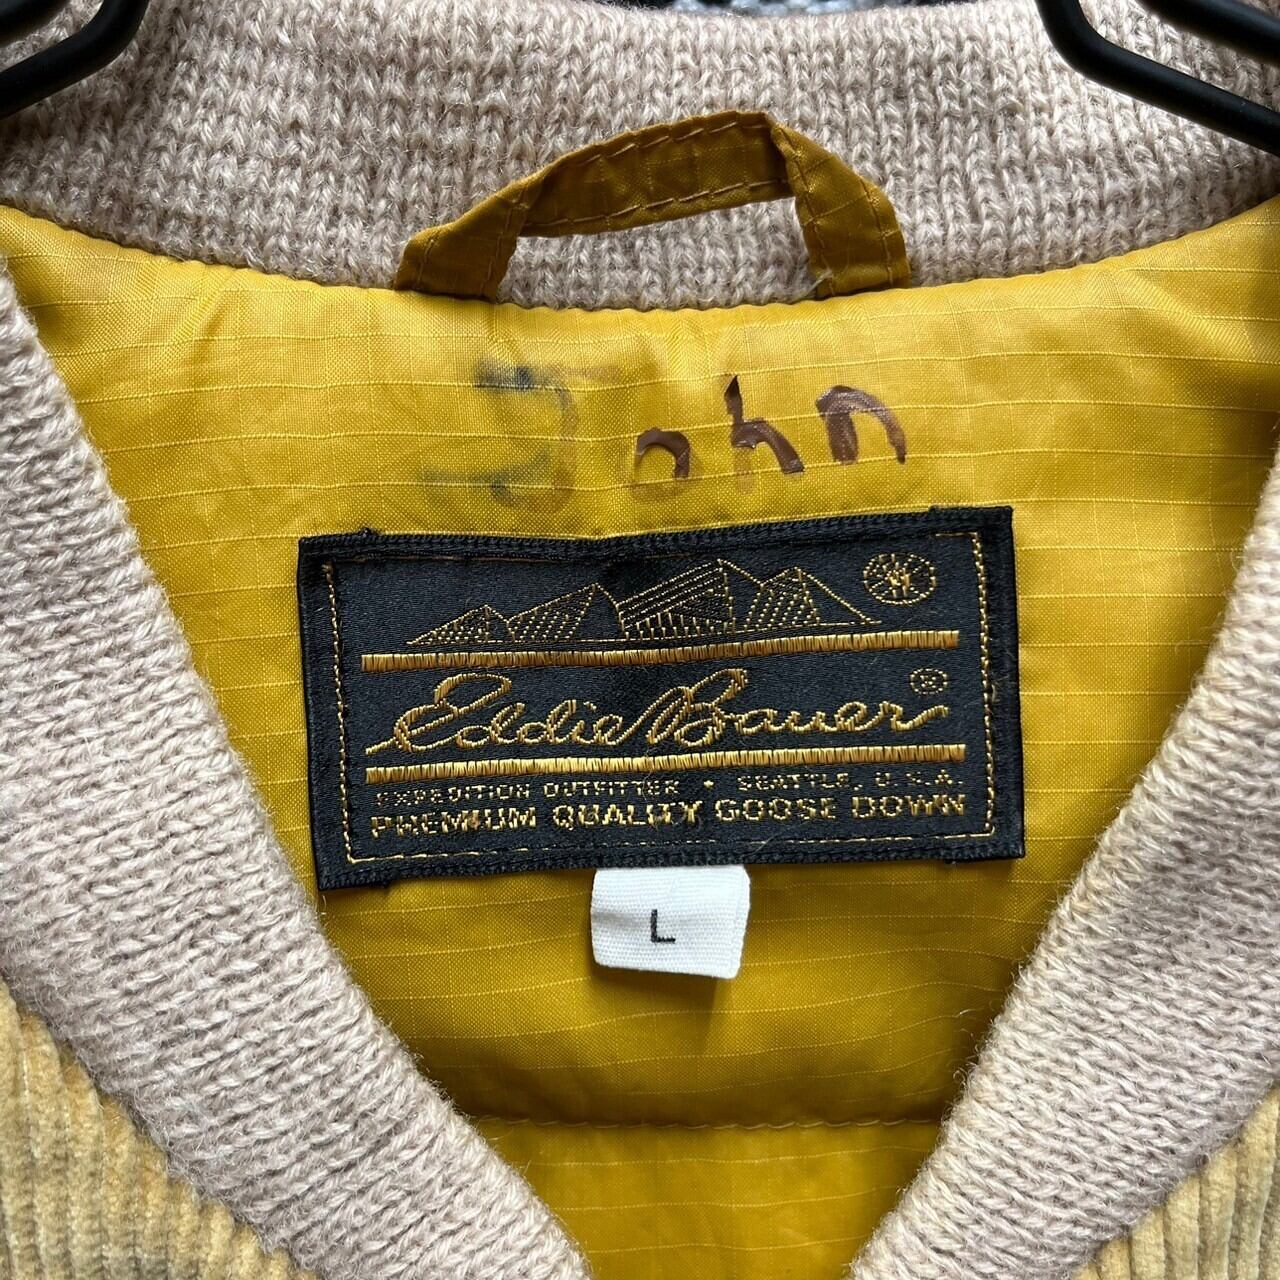 John
Eddie Bauer®
EXPEDITION OUTFITTER • SEATTLE, U.S.A.
PREMIUM QUALITY GOOSE DOWN
L